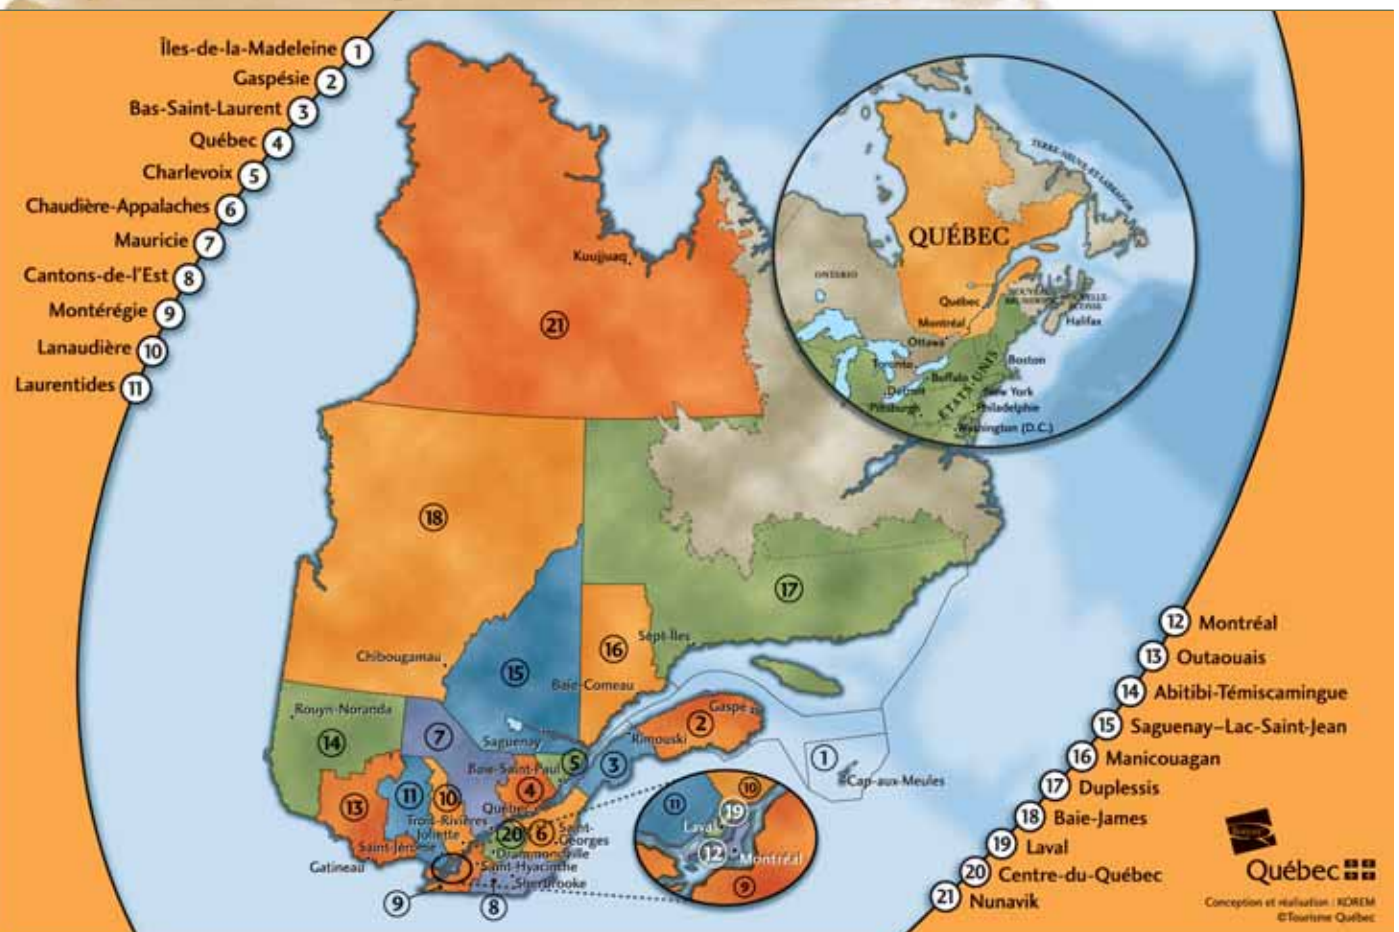 Îles-de-la-Madeleine 1
Gaspésie 2
Bas-Saint-Laurent 3
Québec 4
Charlevoix 5
Chaudière-Appalaches 6
Mauricie 7
Cantons-de-l'Est 8
Montérégie 9
Lanaudière 10
Laurentides 11
TERRE-NEUVE-ET-LABRADOR
QUÉBEC
ONTARIO
Québec
Montréal
Ottawa
Toronto
Detroit
Buffalo
Pittsburgh
ÉTATS-UNIS
Boston
New York
Philadelphie
Washington (D.C.)
Halifax
Kuujjuaq
21
18
17
16
Sept-Îles
15
Chibougamau
Baie-Comeau
Rouyn-Noranda
14
7
Saguenay
Gaspé
2
Rimouski
3
5
Baie-Saint-Paul
4
1
Cap-aux-Meules
13
11
10
Québec
Trois-Rivières
Joliette
20
6
Saint-Georges
Saint-Jérôme
Drummondville
Gatineau
Saint-Hyacinthe
Sherbrooke
9
8
11
10
19
Laval
12
Montréal
9
12 Montréal
13 Outaouais
14 Abitibi-Témiscamingue
15 Saguenay–Lac-Saint-Jean
16 Manicouagan
17 Duplessis
18 Baie-James
19 Laval
20 Centre-du-Québec
21 Nunavik
Québec
Conception et réalisation : KOREM
©Tourisme Québec